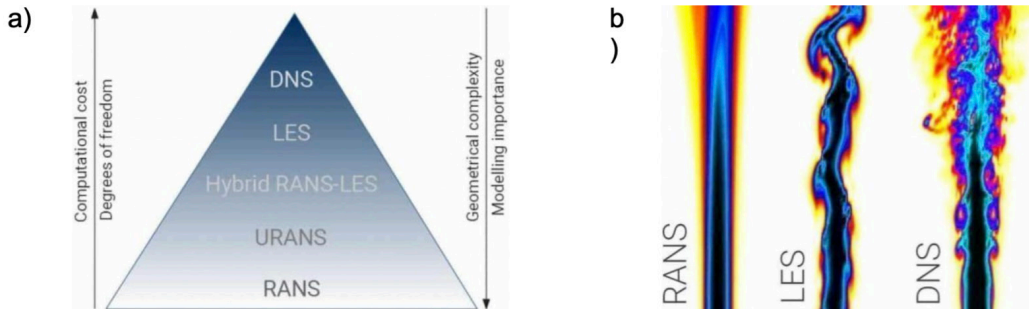 a)
Computational cost
Degrees of freedom
DNS
LES
Hybrid RANS-LES
URANS
RANS
Geometrical complexity
Modelling importance
b
)
RANS
LES
DNS